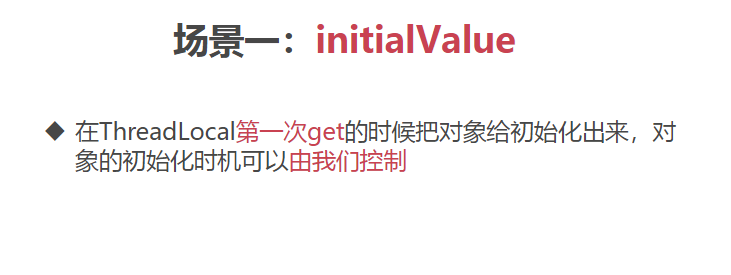 场景一：initialValue
◆ 在ThreadLocal第一次get的时候把对象给初始化出来，对
象的初始化时机可以由我们控制